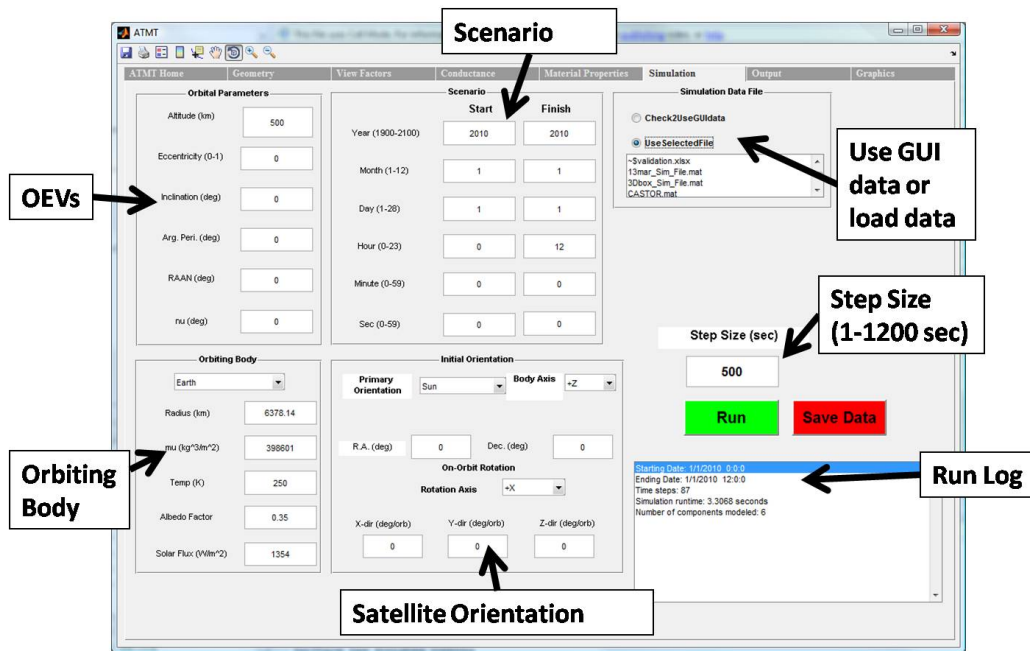 Scenario
ATMT
ATMT Home
Geometry
View Factors
Conductance
Material Properties
Simulation
Output
Graphics
OEVs
Orbital Parameters
Altitude (km) 500
Eccentricity (0-1) 0
Inclination (deg) 0
Arg. Peri. (deg) 0
RAAN (deg) 0
nu (deg) 0
Scenario
Start Finish
Year (1900-2100) 2010 2010
Month (1-12) 1 1
Day (1-28) 1 1
Hour (0-23) 0 12
Minute (0-59) 0 0
Sec (0-59) 0 0
Simulation Data File
Check2UseGUIdata
UseSelectedFile
~$validation.xlsx
13mar_Sim_File.mat
3Dbox_Sim_File.mat
CASTOR.mat
Use GUI
data or
load data
Step Size
(1-1200 sec)
Step Size (sec)
500
Run
Save Data
Orbiting
Body
Orbiting Body
Earth
Radius (km) 6378.14
mu (kg^3/m^2) 398601
Temp (K) 250
Albedo Factor 0.35
Solar Flux (W/m^2) 1354
Initial Orientation
Primary
Orientation
Sun
Body Axis
+Z
R.A. (deg) 0 Dec. (deg) 0
On-Orbit Rotation
Rotation Axis +X
X-dir (deg/orb) Y-dir (deg/orb) Z-dir (deg/orb)
0 0 0
Satellite Orientation
Starting Date: 1/1/2010 0:0:0
Ending Date: 1/1/2010 12:0:0
Time steps: 87
Simulation runtime: 3.3068 seconds
Number of components modeled: 6
Run Log